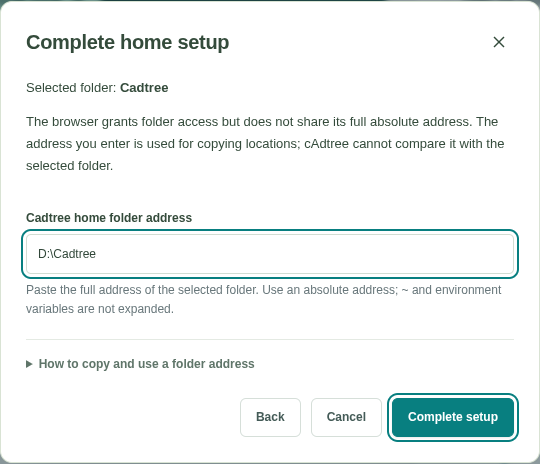 Complete home setup
Selected folder: Cadtree
The browser grants folder access but does not share its full absolute address. The
address you enter is used for copying locations; cAdtree cannot compare it with the
selected folder.
Cadtree home folder address
D:\Cadtree
Paste the full address of the selected folder. Use an absolute address; ~ and environment
variables are not expanded.
How to copy and use a folder address
Back Cancel Complete setup